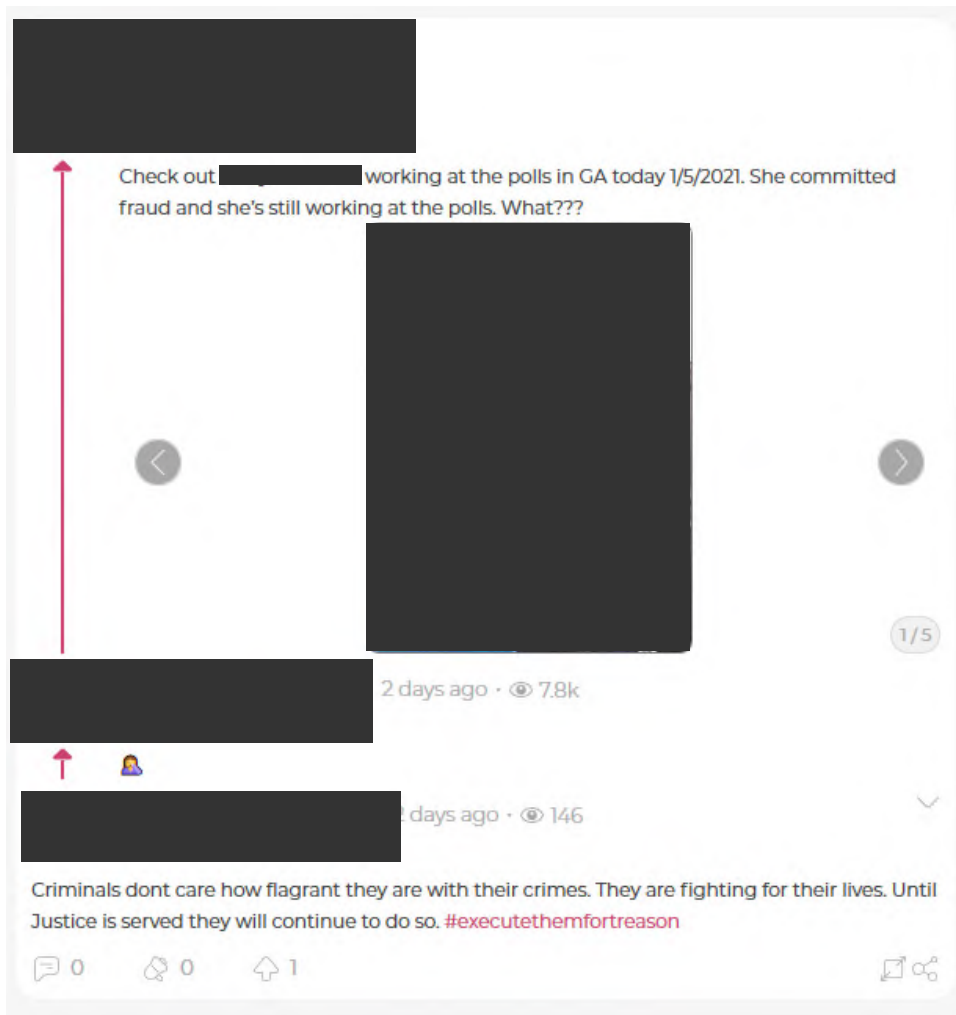 Check out working at the polls in GA today 1/5/2021. She committed
fraud and she's still working at the polls. What???
1/5
2 days ago · 7.8k
days ago · 146
Criminals dont care how flagrant they are with their crimes. They are fighting for their lives. Until
Justice is served they will continue to do so. #executethemfortreason
0 0 1